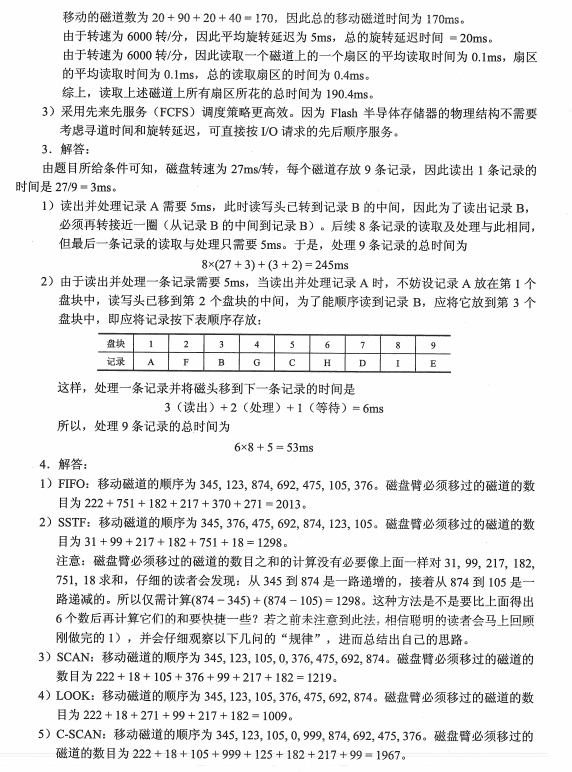 移动的磁道数为 20 + 90 + 20 + 40 = 170，因此总的移动磁道时间为 170ms。
由于转速为 6000 转/分，因此平均旋转延迟为 5ms，总的旋转延迟时间 = 20ms。
由于转速为 6000 转/分，因此读取一个磁道上的一个扇区的平均读取时间为 0.1ms，扇区
的平均读取时间为 0.1ms，总的读取扇区的时间为 0.4ms。
综上，读取上述磁道上所有扇区所花的总时间为 190.4ms。
3）采用先来先服务（FCFS）调度策略更高效。因为 Flash 半导体存储器的物理结构不需要
考虑寻道时间和旋转延迟，可直接按 I/O 请求的先后顺序服务。
3．解答：
由题目所给条件可知，磁盘转速为 27ms/转，每个磁道存放 9 条记录，因此读出 1 条记录的
时间是 27/9 = 3ms。
1）读出并处理记录 A 需要 5ms，此时读写头已转到记录 B 的中间，因此为了读出记录 B，
必须再转接近一圈（从记录 B 的中间到记录 B）。后续 8 条记录的读取及处理与此相同，
但最后一条记录的读取与处理只需要 5ms。于是，处理 9 条记录的总时间为
8×(27 + 3) + (3 + 2) = 245ms
2）由于读出并处理一条记录需要 5ms，当读出并处理记录 A 时，不妨设记录 A 放在第 1 个
盘块中，读写头已移到第 2 个盘块的中间，为了能顺序读到记录 B，应将它放到第 3 个
盘块中，即应将记录按下表顺序存放：
盘块 1 2 3 4 5 6 7 8 9
记录 A F B G C H D I E
这样，处理一条记录并将磁头移到下一条记录的时间是
3（读出）+ 2（处理）+ 1（等待）= 6ms
所以，处理 9 条记录的总时间为
6×8 + 5 = 53ms
4．解答：
1）FIFO：移动磁道的顺序为 345, 123, 874, 692, 475, 105, 376。磁盘臂必须移过的磁道的数
目为 222 + 751 + 182 + 217 + 370 + 271 = 2013。
2）SSTF：移动磁道的顺序为 345, 376, 475, 692, 874, 123, 105。磁盘臂必须移过的磁道的数
目为 31 + 99 + 217 + 182 + 751 + 18 = 1298。
注意：磁盘臂必须移过的磁道的数目之和的计算没有必要像上面一样对 31, 99, 217, 182,
751, 18 求和，仔细的读者会发现：从 345 到 874 是一路递增的，接着从 874 到 105 是一
路递减的。所以仅需计算(874 − 345) + (874 − 105) = 1298。这种方法是不是要比上面得出
6 个数后再计算它们的和要快捷一些？若之前未注意到此法，相信聪明的读者会马上回顾
刚做完的 1），并会仔细观察以下几问的“规律”，进而总结出自己的思路。
3）SCAN：移动磁道的顺序为 345, 123, 105, 0, 376, 475, 692, 874。磁盘臂必须移过的磁道的
数目为 222 + 18 + 105 + 376 + 99 + 217 + 182 = 1219。
4）LOOK：移动磁道的顺序为 345, 123, 105, 376, 475, 692, 874。磁盘臂必须移过的磁道的数
目为 222 + 18 + 271 + 99 + 217 + 182 = 1009。
5）C-SCAN：移动磁道的顺序为 345, 123, 105, 0, 999, 874, 692, 475, 376。磁盘臂必须移过的
磁道的数目为 222 + 18 + 105 + 999 + 125 + 182 + 217 + 99 = 1967。